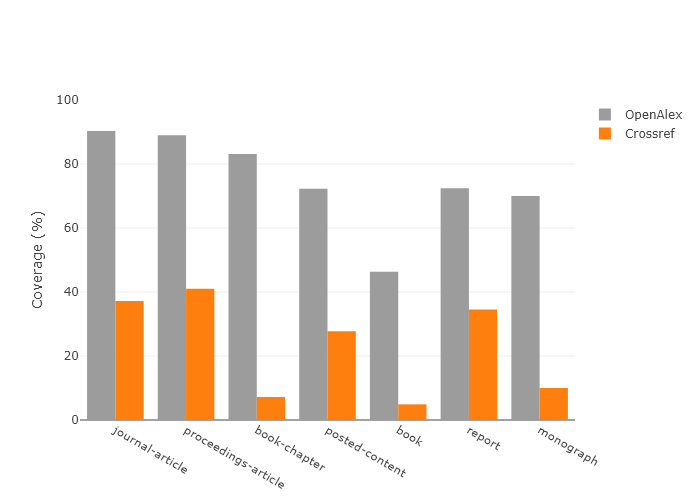 100
80
60
40
20
0
Coverage (%)
journal-article
proceedings-article
book-chapter
posted-content
book
report
monograph
OpenAlex
Crossref